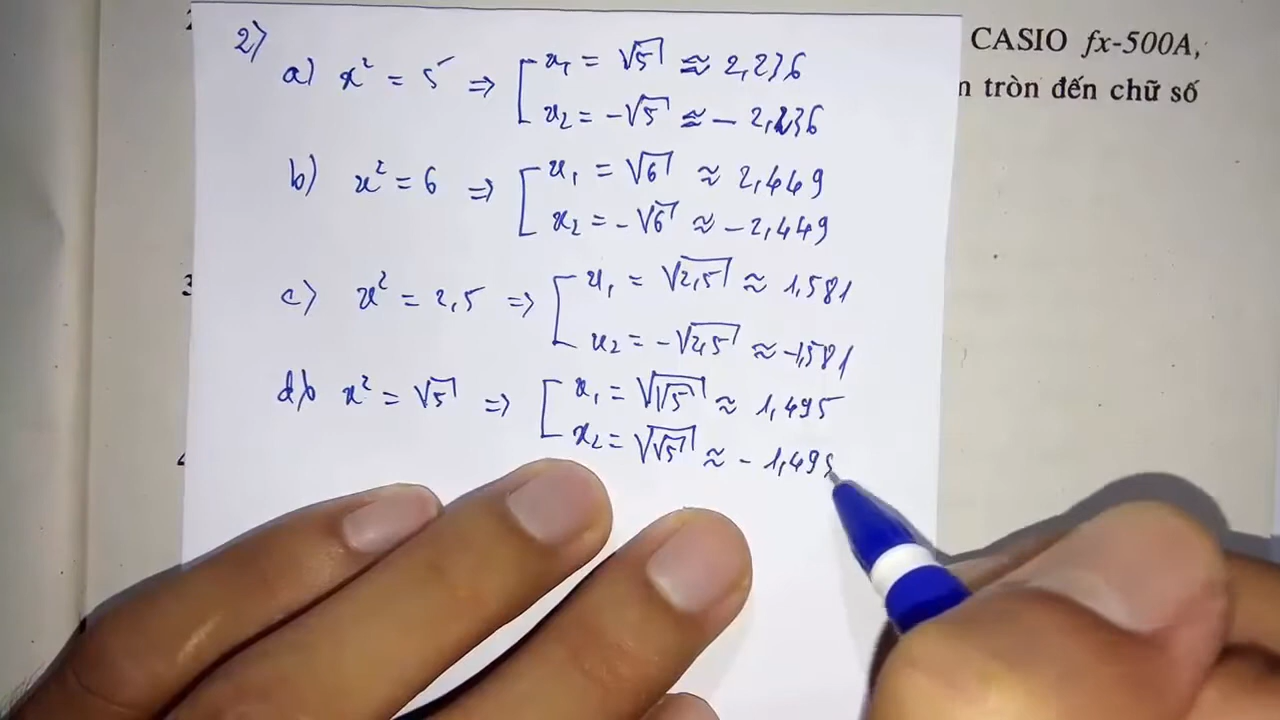 CASIO fx-500A,
tròn đến chữ số
2)
a) x² = 5 ⇒ [ x₁ = √5 ≈ 2,236
x₂ = -√5 ≈ - 2,236
b) x² = 6 ⇒ [ x₁ = √6 ≈ 2,449
x₂ = -√6 ≈ - 2,449
c) x² = 2,5 ⇒ [ x₁ = √2,5 ≈ 1,581
x₂ = -√2,5 ≈ -1,581
d) x² = √5 ⇒ [ x₁ = √√5 ≈ 1,495
x₂ = √√5 ≈ - 1,495